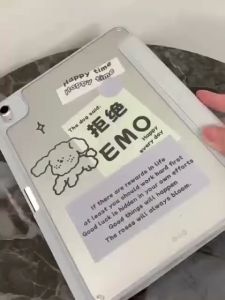 Happy time
Happy time
The dog said:
拒绝
EMO
Happy
every day
If there are rewards in life
at least you should work hard first
Good Luck is hidden in your own efforts
Good things will happen
The roses will always bloom.